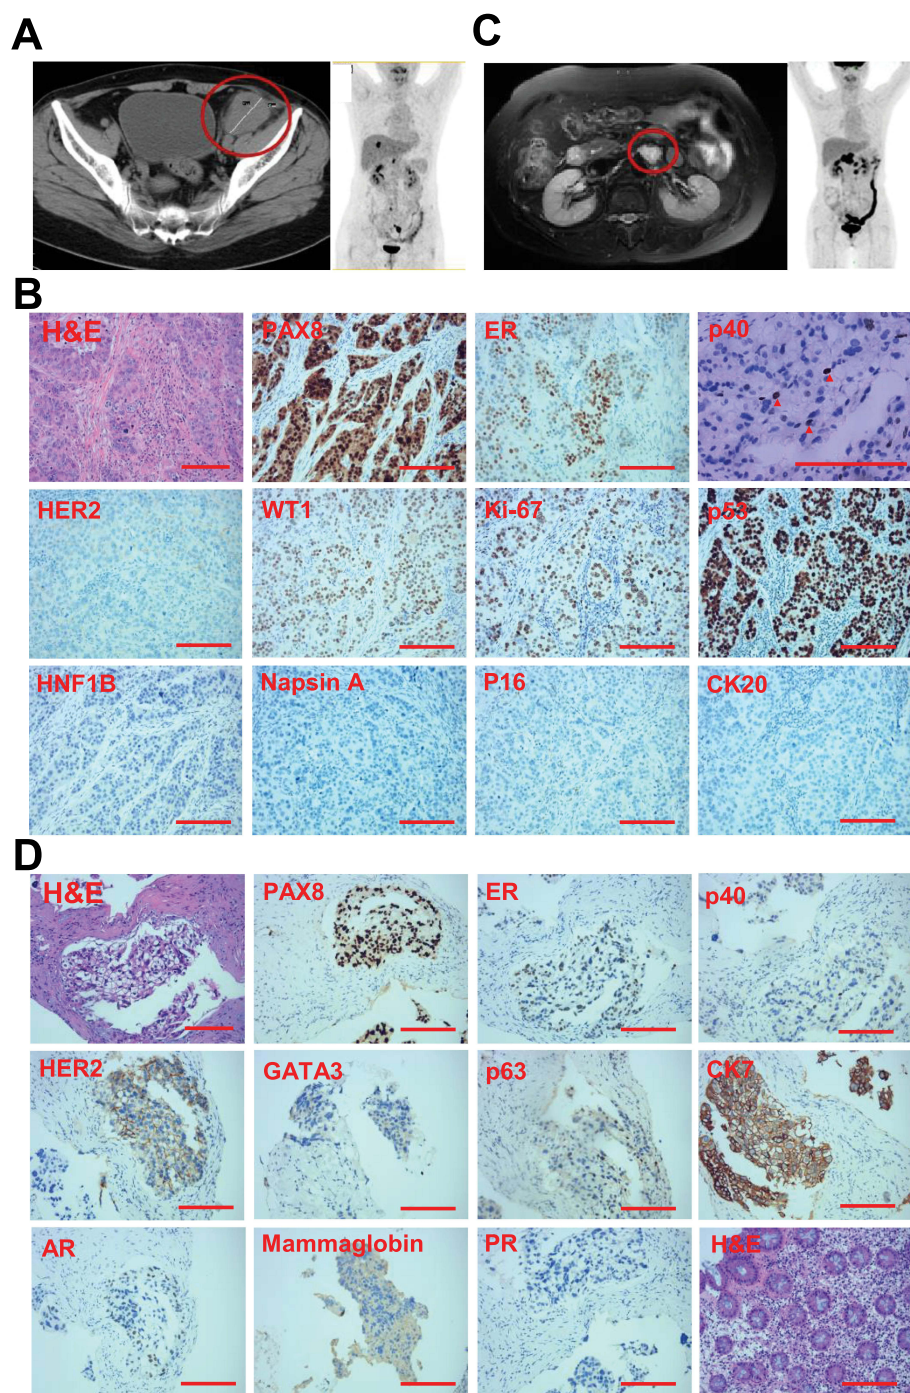 A
C
B
H&E
PAX8
ER
p40
HER2
WT1
Ki-67
p53
HNF1B
Napsin A
P16
CK20
D
H&E
PAX8
ER
p40
HER2
GATA3
p63
CK7
AR
Mammaglobin
PR
H&E